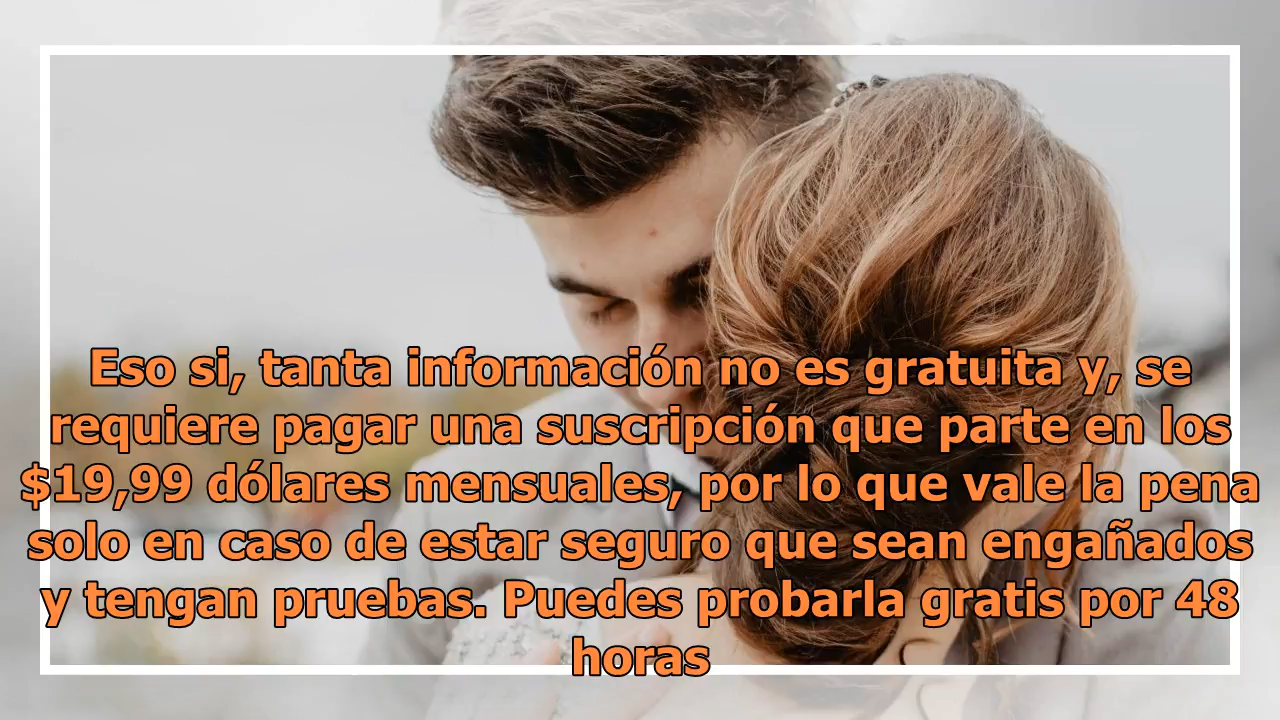 Eso si, tanta información no es gratuita y, se
requiere pagar una suscripción que parte en los
$19,99 dólares mensuales, por lo que vale la pena
solo en caso de estar seguro que sean engañados
y tengan pruebas. Puedes probarla gratis por 48
horas